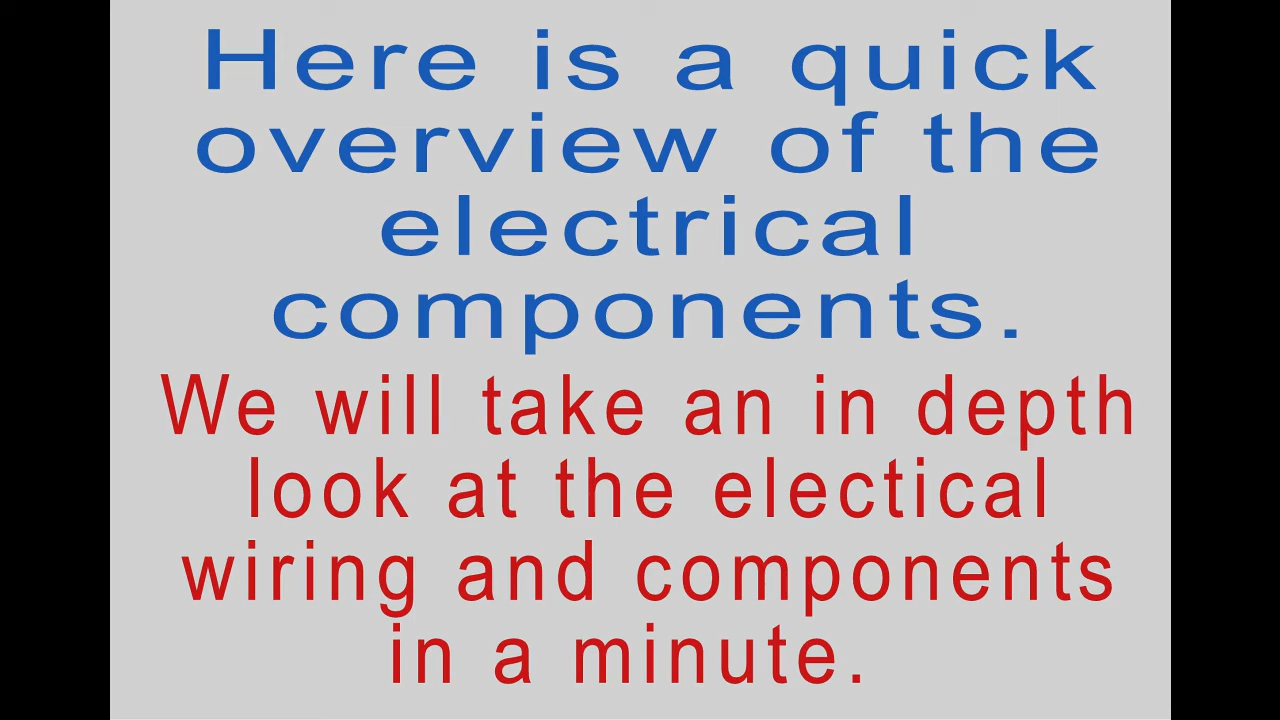 Here is a quick
overview of the
electrical
components.
We will take an in depth
look at the electical
wiring and components
in a minute.